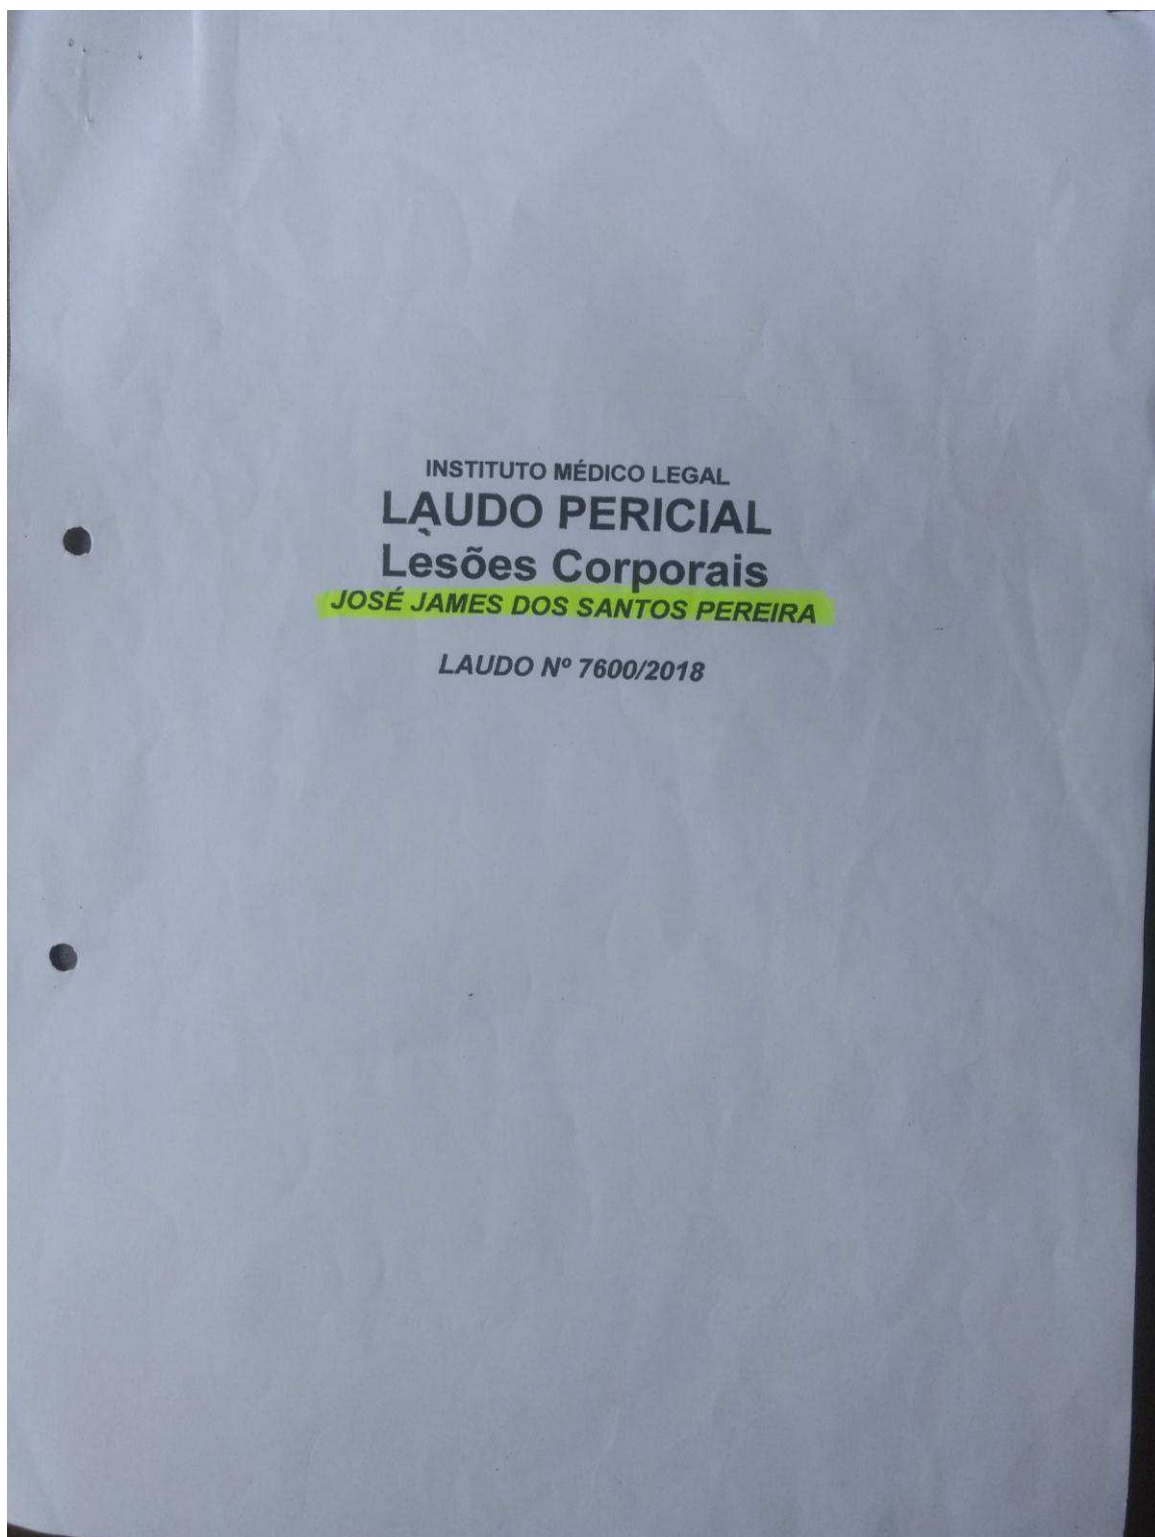 INSTITUTO MÉDICO LEGAL
LAUDO PERICIAL
Lesões Corporais
JOSÉ JAMES DOS SANTOS PEREIRA
LAUDO Nº 7600/2018